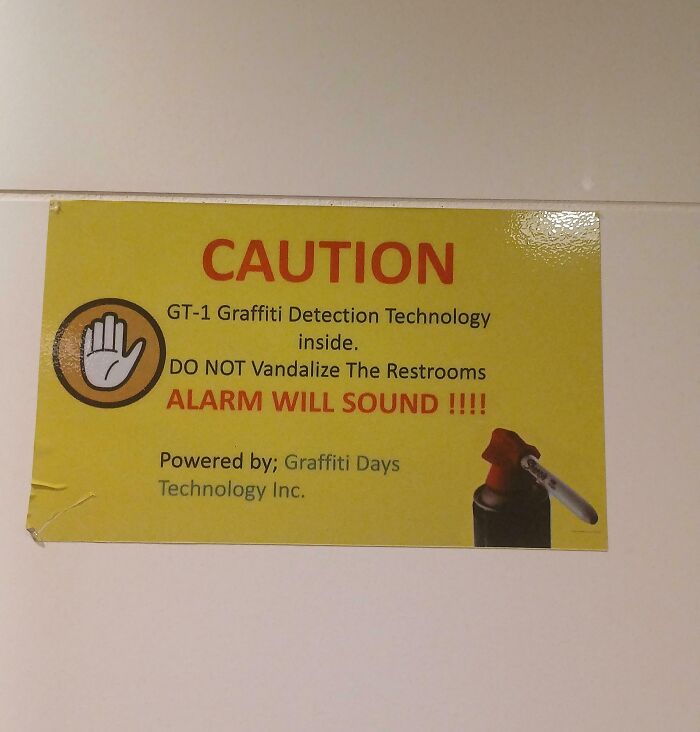 CAUTION
GT-1 Graffiti Detection Technology
inside.
DO NOT Vandalize The Restrooms
ALARM WILL SOUND !!!!
Powered by; Graffiti Days
Technology Inc.